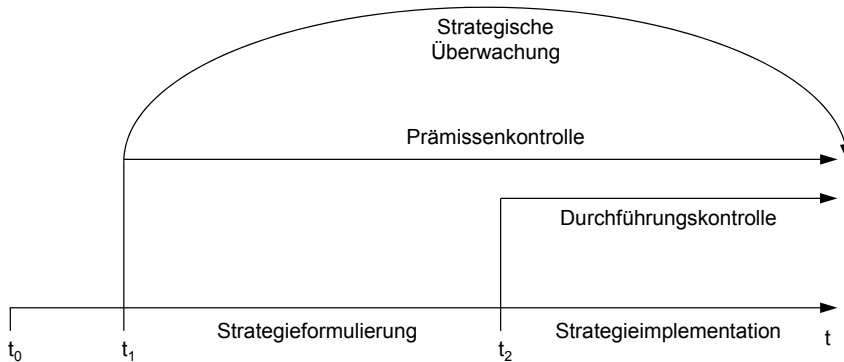 Strategische
Überwachung
Prämissenkontrolle
Durchführungskontrolle
Strategieformulierung
Strategieimplementation
t
t0
t1
t2